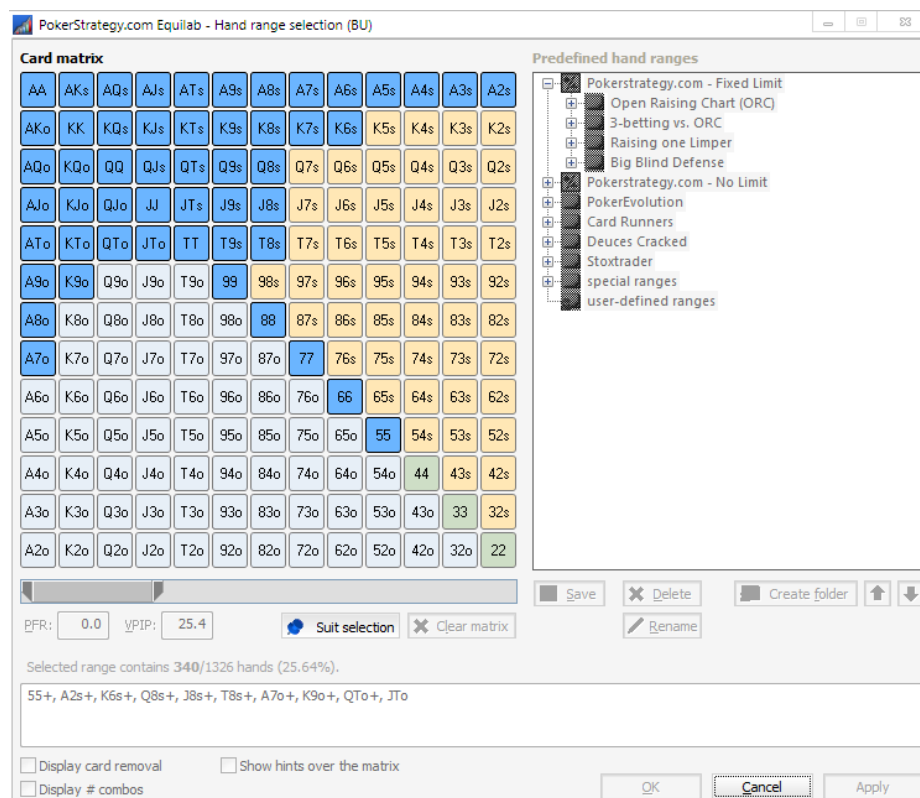 PokerStrategy.com Equilab - Hand range selection (BU)
Card matrix
AA AKs AQs AJs ATs A9s A8s A7s A6s A5s A4s A3s A2s
AKo KK KQs KJs KTs K9s K8s K7s K6s K5s K4s K3s K2s
AQo KQo QQ QJs QTs Q9s Q8s Q7s Q6s Q5s Q4s Q3s Q2s
AJo KJo QJo JJ JTs J9s J8s J7s J6s J5s J4s J3s J2s
ATo KTo QTo JTo TT T9s T8s T7s T6s T5s T4s T3s T2s
A9o K9o Q9o J9o T9o 99 98s 97s 96s 95s 94s 93s 92s
A8o K8o Q8o J8o T8o 98o 88 87s 86s 85s 84s 83s 82s
A7o K7o Q7o J7o T7o 97o 87o 77 76s 75s 74s 73s 72s
A6o K6o Q6o J6o T6o 96o 86o 76o 66 65s 64s 63s 62s
A5o K5o Q5o J5o T5o 95o 85o 75o 65o 55 54s 53s 52s
A4o K4o Q4o J4o T4o 94o 84o 74o 64o 54o 44 43s 42s
A3o K3o Q3o J3o T3o 93o 83o 73o 63o 53o 43o 33 32s
A2o K2o Q2o J2o T2o 92o 82o 72o 62o 52o 42o 32o 22
PFR: 0.0 VPIP: 25.4 Suit selection Clear matrix
Selected range contains 340/1326 hands (25.64%).
55+, A2s+, K6s+, Q8s+, J8s+, T8s+, A7o+, K9o+, QTo+, JTo
Display card removal Show hints over the matrix
Display # combos
Predefined hand ranges
Pokerstrategy.com - Fixed Limit
Open Raising Chart (ORC)
3-betting vs. ORC
Raising one Limper
Big Blind Defense
Pokerstrategy.com - No Limit
PokerEvolution
Card Runners
Deuces Cracked
Stoxtrader
special ranges
user-defined ranges
Save Delete Create folder
Rename
OK Cancel Apply